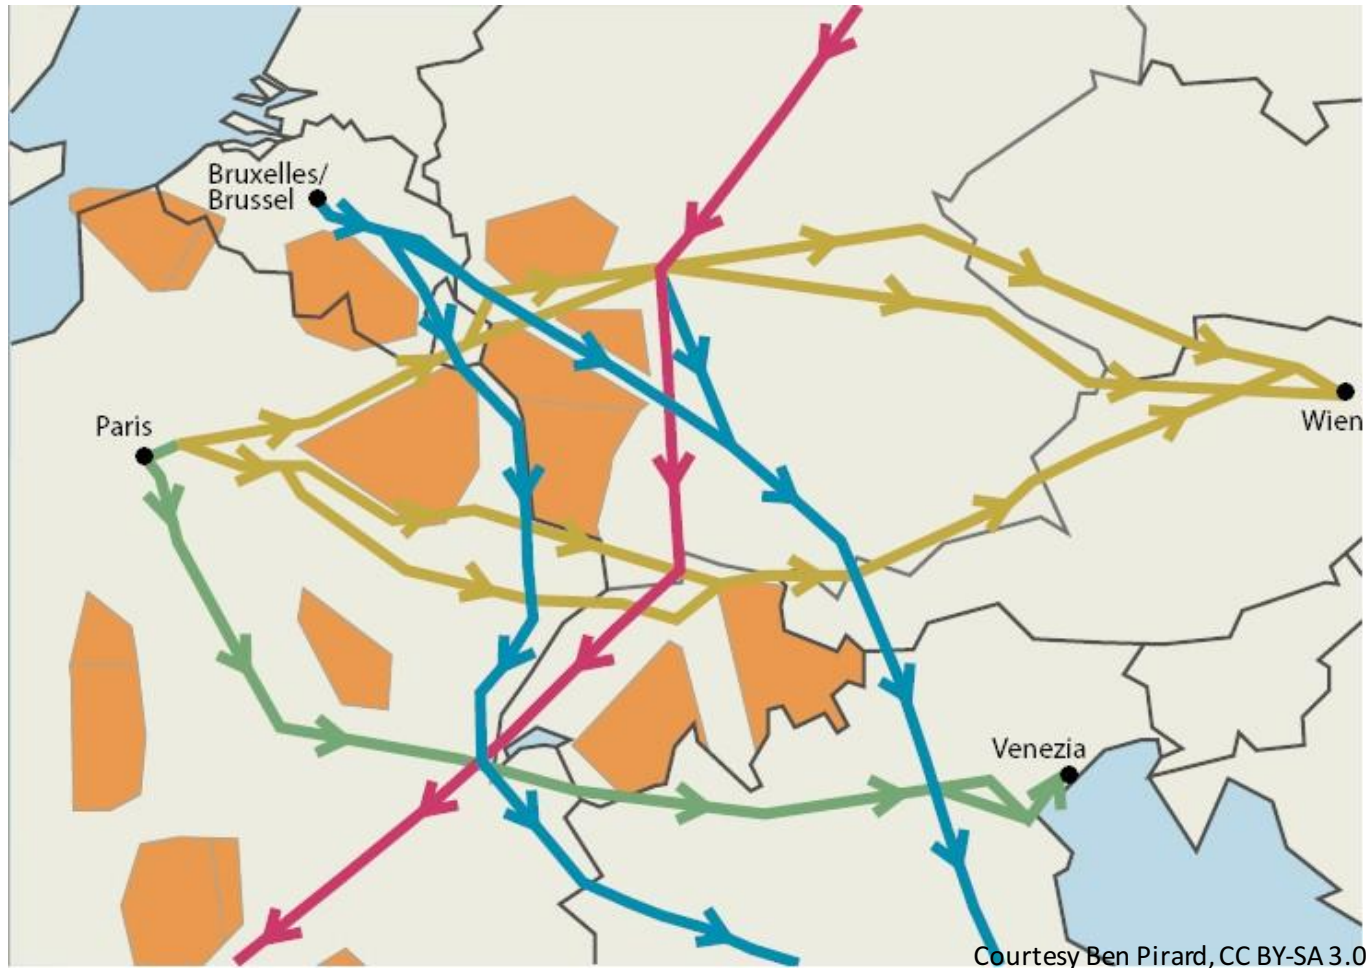 Bruxelles/
Brussel
Paris
Wien
Venezia
Courtesy Ben Pirard, CC BY-SA 3.0